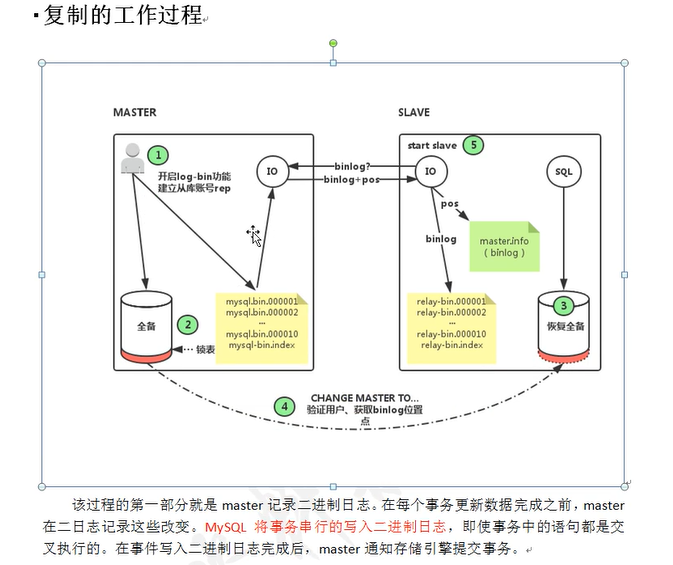 ▪复制的工作过程
MASTER
SLAVE
1
开启log-bin功能
建立从库账号rep
IO
binlog?
binlog+pos
start slave
5
IO
SQL
pos
binlog
master.info
( binlog )
全备
2
锁表
mysql.bin.000001
mysql.bin.000002
...
mysql.bin.000010
mysql-bin.index
relay-bin.000001
relay-bin.000002
...
relay-bin.000010
relay-bin.index
3
恢复全备
4
CHANGE MASTER TO...
验证用户、获取binlog位置
点
该过程的第一部分就是 master 记录二进制日志。在每个事务更新数据完成之前，master
在二日志记录这些改变。MySQL 将事务串行的写入二进制日志，即使事务中的语句都是交
叉执行的。在事件写入二进制日志完成后，master 通知存储引擎提交事务。